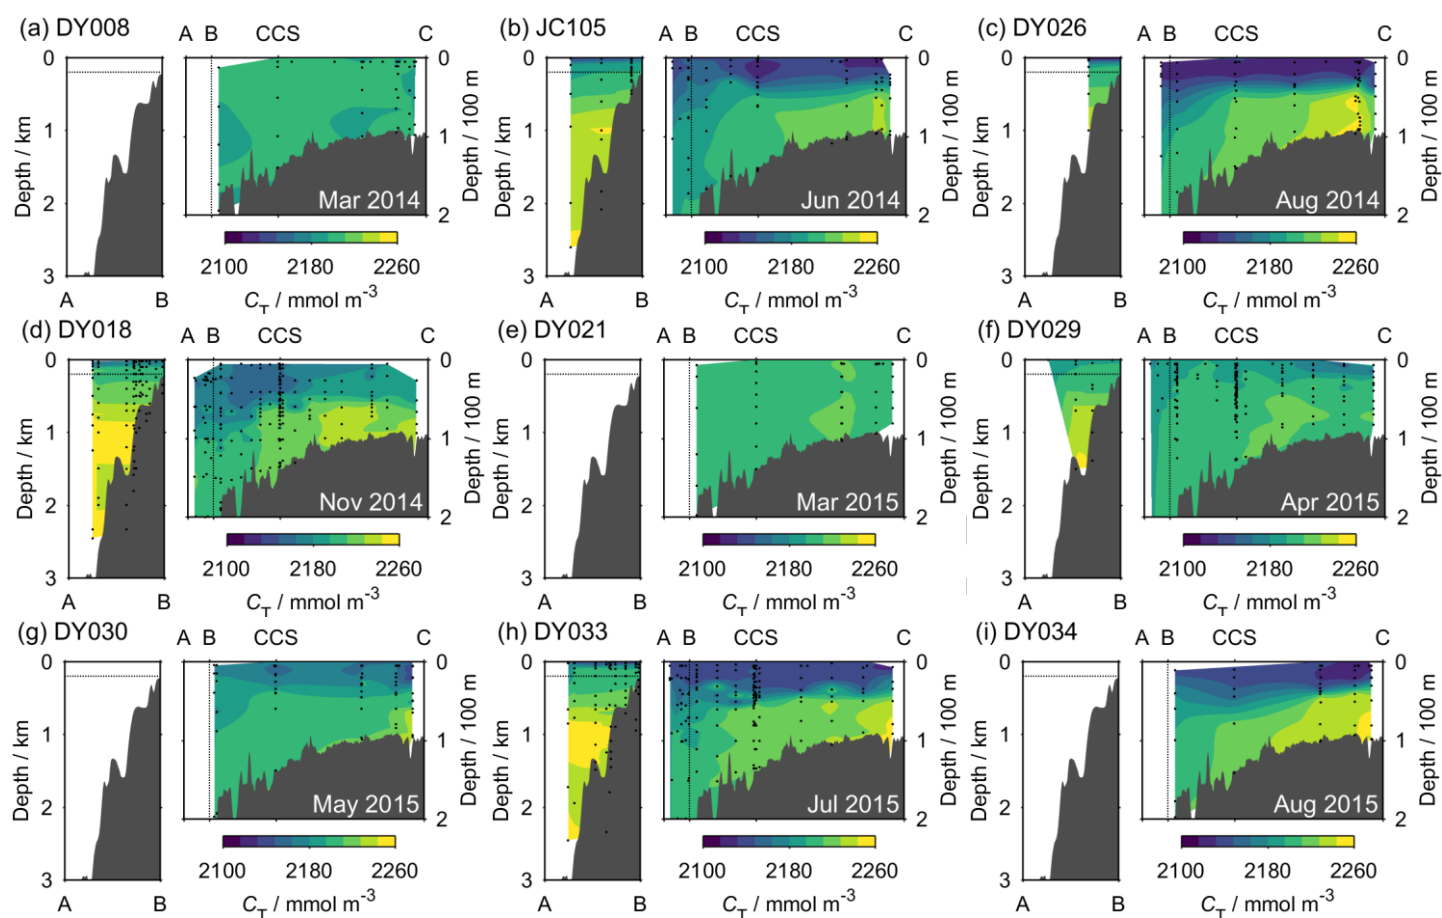 (a) DY008
A B CCS C
0
1
2
3
Depth / km
A B
0
1
2
Depth / 100 m
Mar 2014
2100 2180 2260
C_T / mmol m⁻³
(b) JC105
A B CCS C
0
1
2
3
Depth / km
A B
0
1
2
Depth / 100 m
Jun 2014
2100 2180 2260
C_T / mmol m⁻³
(c) DY026
A B CCS C
0
1
2
3
Depth / km
A B
0
1
2
Depth / 100 m
Aug 2014
2100 2180 2260
C_T / mmol m⁻³
(d) DY018
A B CCS C
0
1
2
3
Depth / km
A B
0
1
2
Depth / 100 m
Nov 2014
2100 2180 2260
C_T / mmol m⁻³
(e) DY021
A B CCS C
0
1
2
3
Depth / km
A B
0
1
2
Depth / 100 m
Mar 2015
2100 2180 2260
C_T / mmol m⁻³
(f) DY029
A B CCS C
0
1
2
3
Depth / km
A B
0
1
2
Depth / 100 m
Apr 2015
2100 2180 2260
C_T / mmol m⁻³
(g) DY030
A B CCS C
0
1
2
3
Depth / km
A B
0
1
2
Depth / 100 m
May 2015
2100 2180 2260
C_T / mmol m⁻³
(h) DY033
A B CCS C
0
1
2
3
Depth / km
A B
0
1
2
Depth / 100 m
Jul 2015
2100 2180 2260
C_T / mmol m⁻³
(i) DY034
A B CCS C
0
1
2
3
Depth / km
A B
0
1
2
Depth / 100 m
Aug 2015
2100 2180 2260
C_T / mmol m⁻³